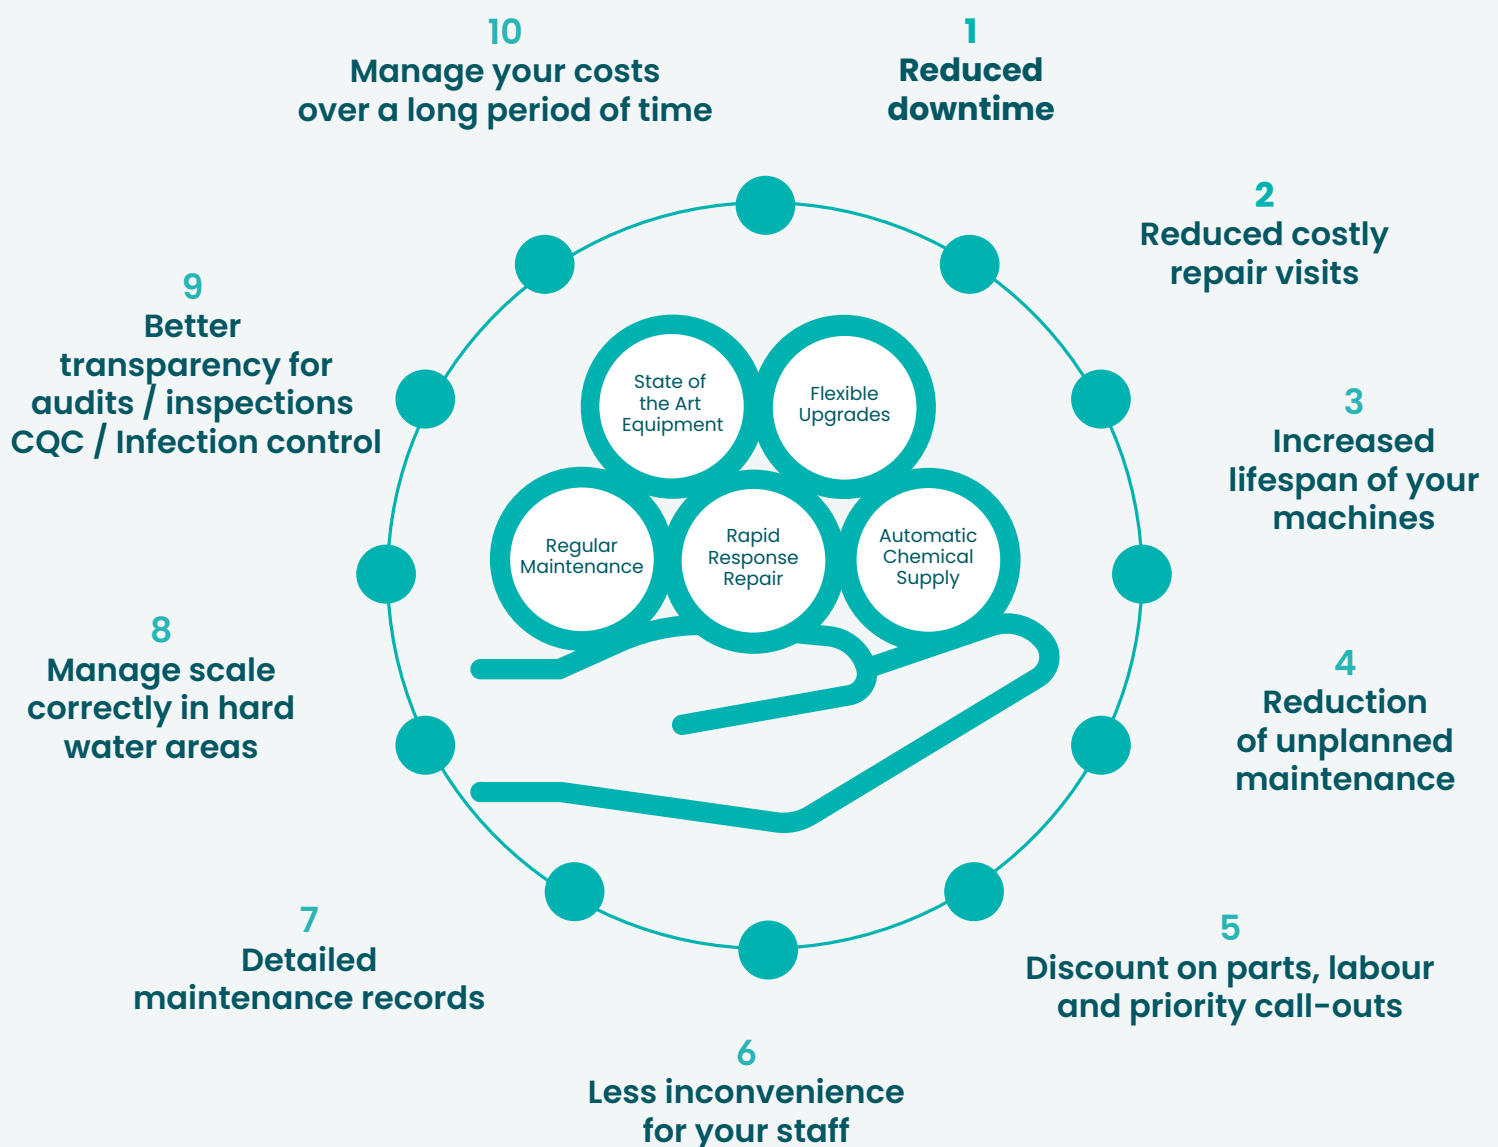 10
Manage your costs
over a long period of time
1
Reduced
downtime
2
Reduced costly
repair visits
3
Increased
lifespan of your
machines
4
Reduction
of unplanned
maintenance
5
Discount on parts, labour
and priority call-outs
6
Less inconvenience
for your staff
7
Detailed
maintenance records
8
Manage scale
correctly in hard
water areas
9
Better
transparency for
audits / inspections
CQC / Infection control
State of
the Art
Equipment
Flexible
Upgrades
Regular
Maintenance
Rapid
Response
Repair
Automatic
Chemical
Supply